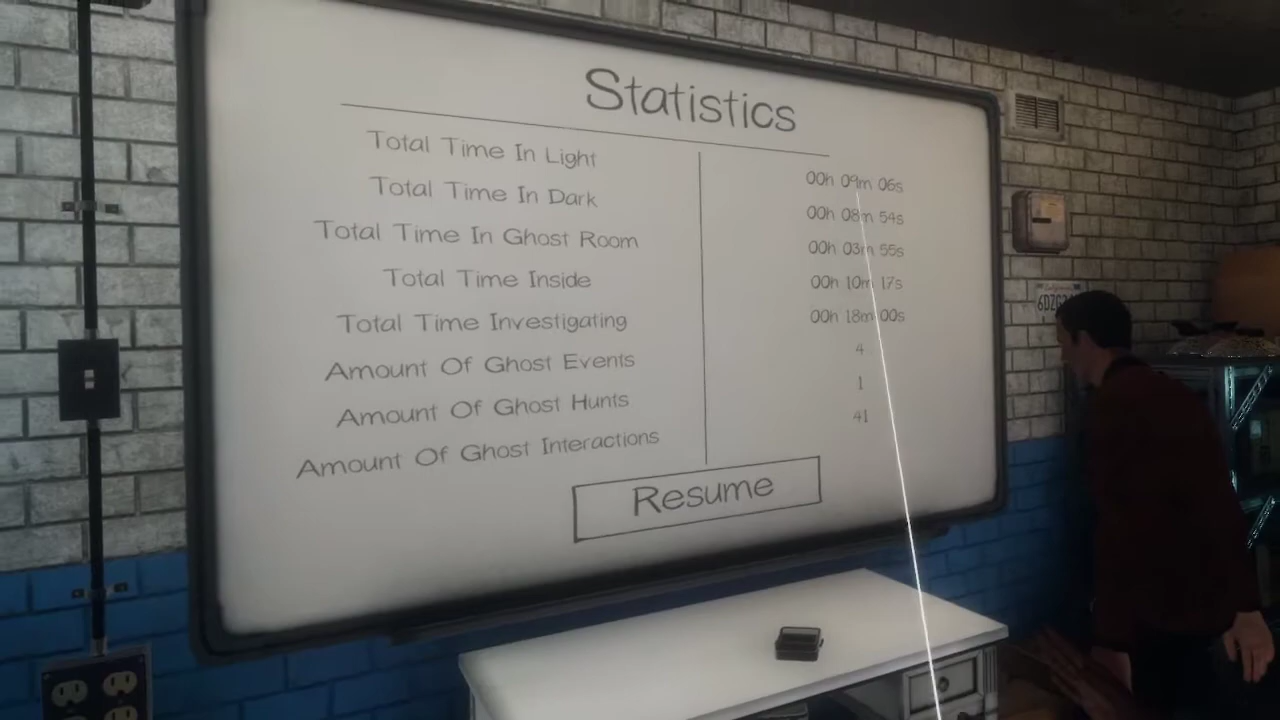 Statistics
Total Time In Light 00h 09m 06s
Total Time In Dark 00h 08m 54s
Total Time In Ghost Room 00h 03m 55s
Total Time Inside 00h 10m 17s
Total Time Investigating 00h 18m 00s
Amount Of Ghost Events 4
Amount Of Ghost Hunts 1
Amount Of Ghost Interactions 41
Resume